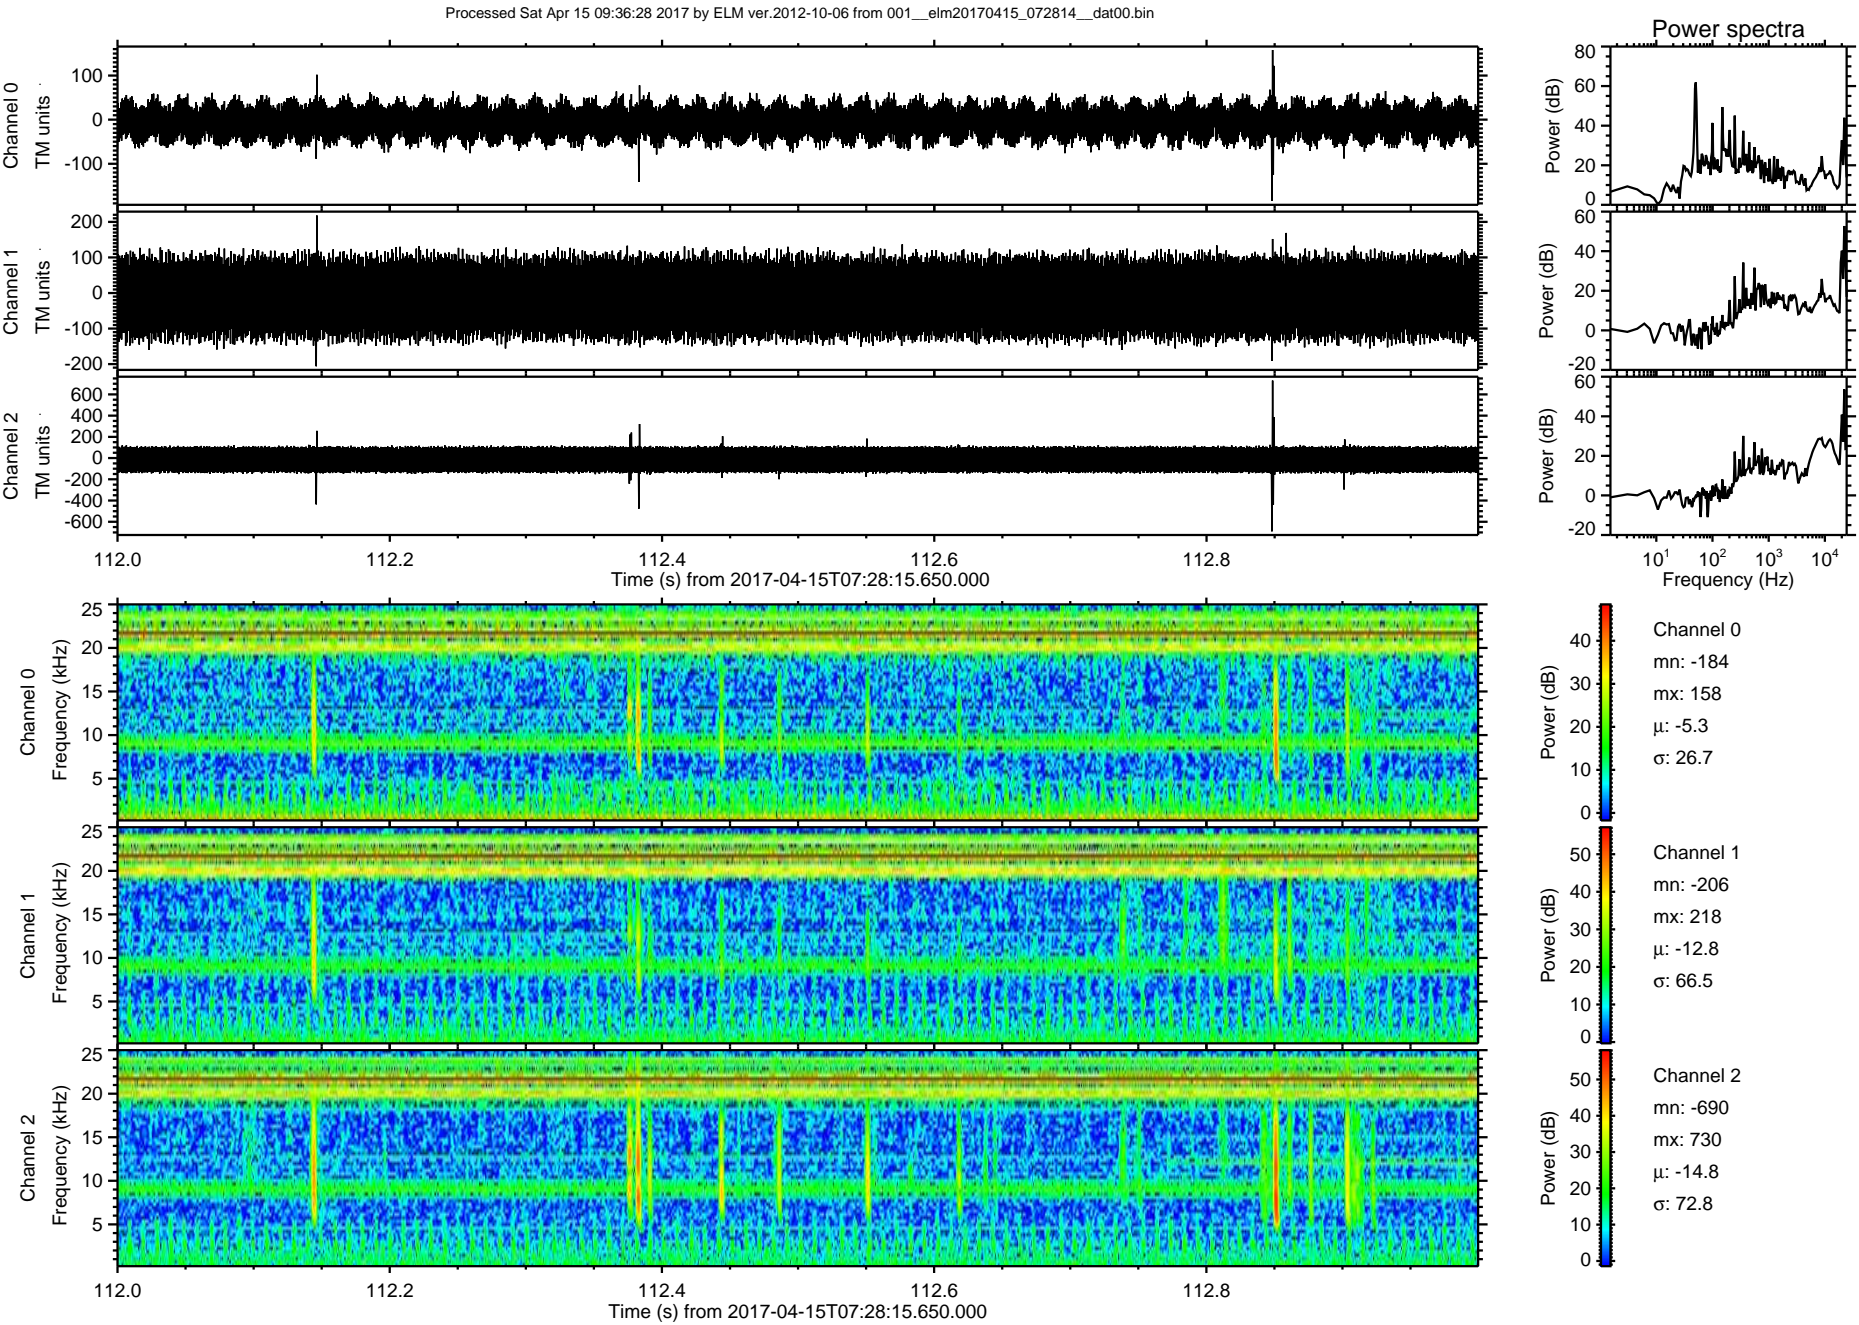 Processed Sat Apr 15 09:36:28 2017 by ELM ver.2012-10-06 from 001__elm20170415_072814__dat00.bin
Power spectra
Channel 0
TM units
100
0
-100
Power (dB)
80
60
40
20
0
Channel 1
TM units
200
100
0
-100
-200
Power (dB)
60
40
20
0
-20
Channel 2
TM units
600
400
200
0
-200
-400
-600
Power (dB)
60
40
20
0
-20
112.0 112.2 112.4 112.6 112.8
Time (s) from 2017-04-15T07:28:15.650.000
10^1 10^2 10^3 10^4
Frequency (Hz)
Channel 0
Frequency (kHz)
25
20
15
10
5
Power (dB)
40
30
20
10
0
Channel 0
mn: -184
mx: 158
μ: -5.3
σ: 26.7
Channel 1
Frequency (kHz)
25
20
15
10
5
Power (dB)
50
40
30
20
10
0
Channel 1
mn: -206
mx: 218
μ: -12.8
σ: 66.5
Channel 2
Frequency (kHz)
25
20
15
10
5
Power (dB)
50
40
30
20
10
0
Channel 2
mn: -690
mx: 730
μ: -14.8
σ: 72.8
112.0 112.2 112.4 112.6 112.8
Time (s) from 2017-04-15T07:28:15.650.000